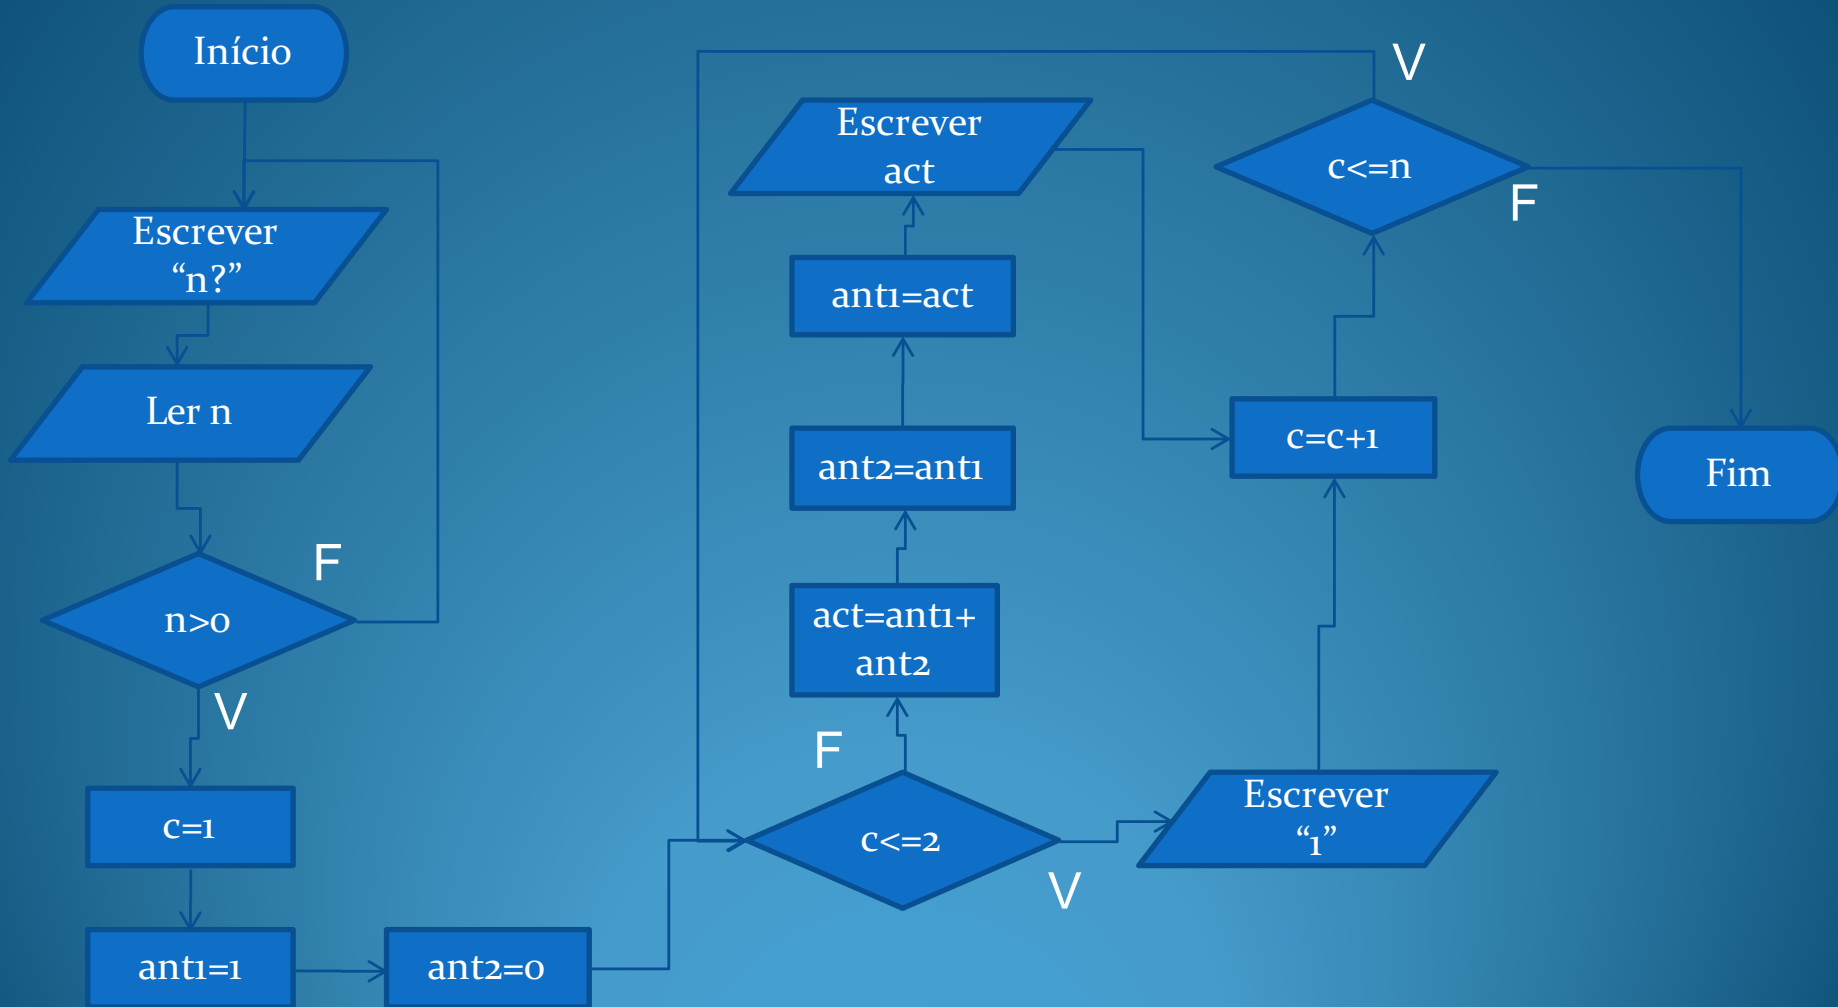 Início
Escrever
“n?”
Ler n
n>0
F
V
c=1
ant1=1
ant2=0
c<=2
F
V
act=ant1+
ant2
ant2=ant1
ant1=act
Escrever
act
Escrever
“1”
c=c+1
c<=n
V
F
Fim